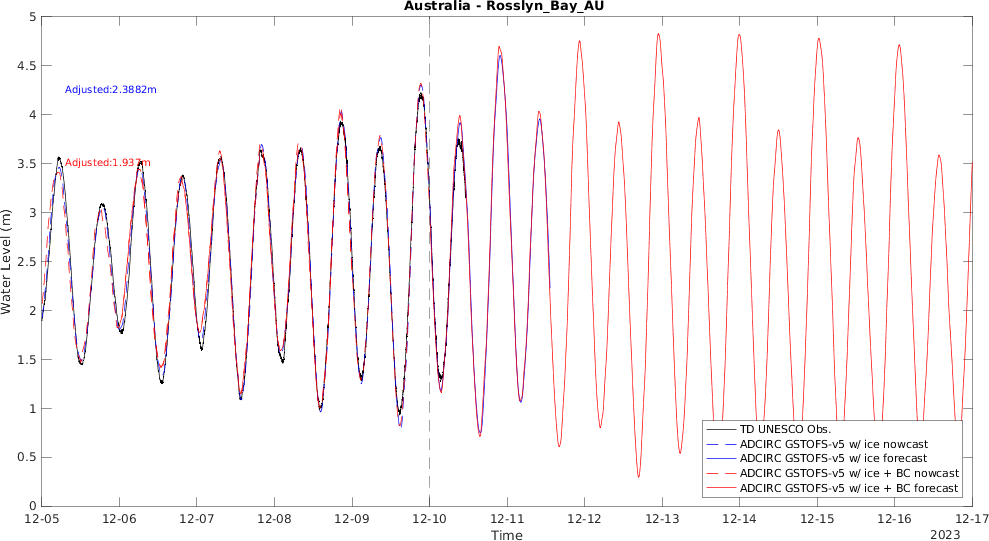 Australia - Rosslyn_Bay_AU
5
4.5
4
3.5
3
2.5
2
1.5
1
0.5
0
Water Level (m)
Adjusted:2.3882m
Adjusted:1.937m
TD UNESCO Obs.
ADCIRC GSTOFS-v5 w/ ice nowcast
ADCIRC GSTOFS-v5 w/ ice forecast
ADCIRC GSTOFS-v5 w/ ice + BC nowcast
ADCIRC GSTOFS-v5 w/ ice + BC forecast
12-05 12-06 12-07 12-08 12-09 12-10 12-11 12-12 12-13 12-14 12-15 12-16 12-17
Time
2023